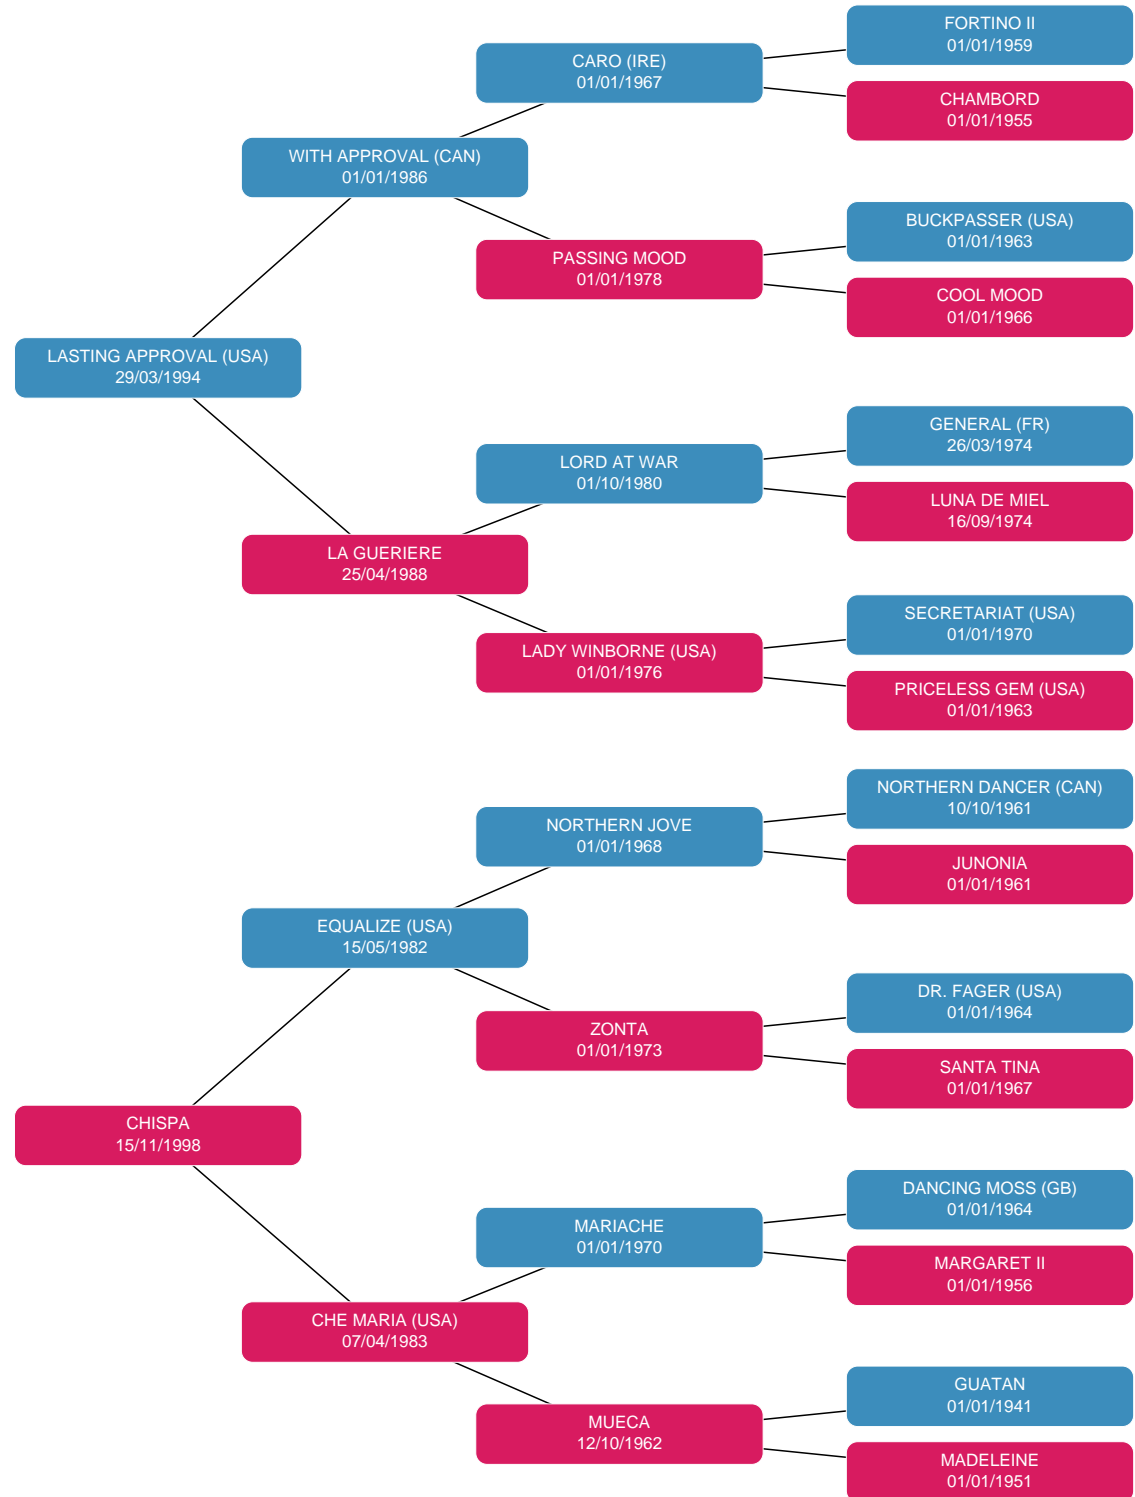 FORTINO II
01/01/1959
CARO (IRE)
01/01/1967
CHAMBORD
01/01/1955
WITH APPROVAL (CAN)
01/01/1986
BUCKPASSER (USA)
01/01/1963
PASSING MOOD
01/01/1978
COOL MOOD
01/01/1966
LASTING APPROVAL (USA)
29/03/1994
GENERAL (FR)
26/03/1974
LORD AT WAR
01/10/1980
LUNA DE MIEL
16/09/1974
LA GUERIERE
25/04/1988
SECRETARIAT (USA)
01/01/1970
LADY WINBORNE (USA)
01/01/1976
PRICELESS GEM (USA)
01/01/1963
NORTHERN DANCER (CAN)
10/10/1961
NORTHERN JOVE
01/01/1968
JUNONIA
01/01/1961
EQUALIZE (USA)
15/05/1982
DR. FAGER (USA)
01/01/1964
ZONTA
01/01/1973
SANTA TINA
01/01/1967
CHISPA
15/11/1998
DANCING MOSS (GB)
01/01/1964
MARIACHE
01/01/1970
MARGARET II
01/01/1956
CHE MARIA (USA)
07/04/1983
GUATAN
01/01/1941
MUECA
12/10/1962
MADELEINE
01/01/1951